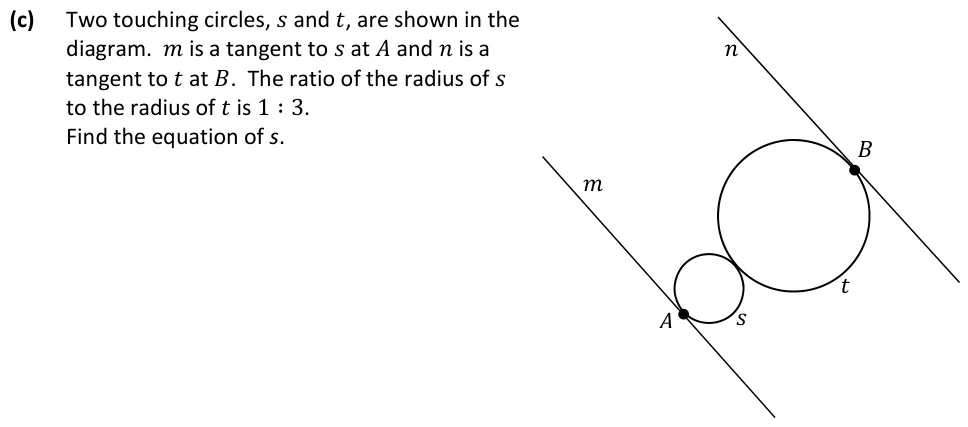 (c) Two touching circles, s and t, are shown in the
diagram. m is a tangent to s at A and n is a
tangent to t at B. The ratio of the radius of s
to the radius of t is 1 : 3.
Find the equation of s.
n
B
m
t
A
s